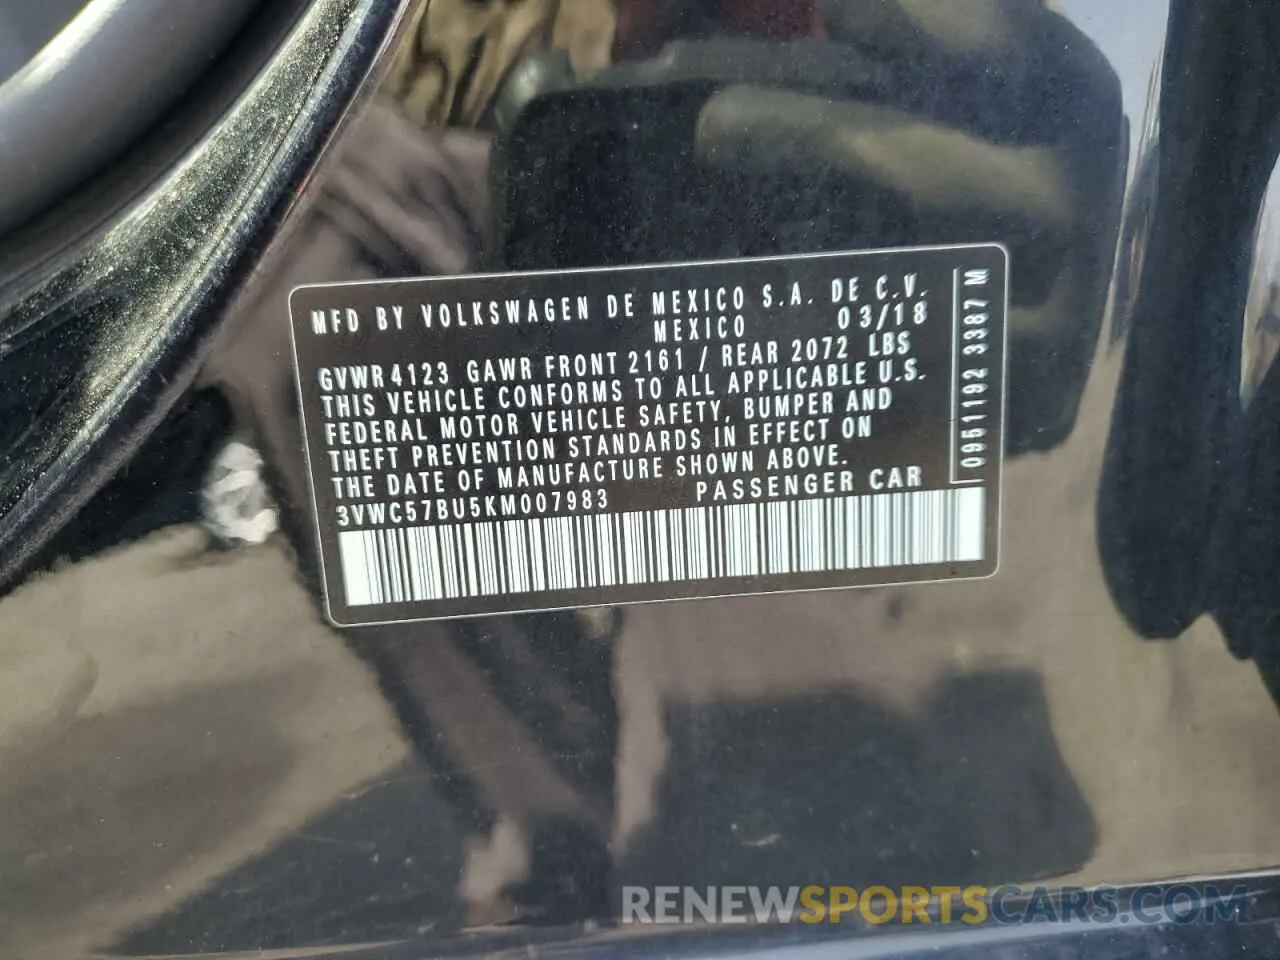 MFD BY VOLKSWAGEN DE MEXICO S.A. DE C.V.
MEXICO 03/18
GVWR 4123 GAWR FRONT 2161 / REAR 2072 LBS
THIS VEHICLE CONFORMS TO ALL APPLICABLE U.S.
FEDERAL MOTOR VEHICLE SAFETY, BUMPER AND
THEFT PREVENTION STANDARDS IN EFFECT ON
THE DATE OF MANUFACTURE SHOWN ABOVE.
3VWC57BU5KM007983 PASSENGER CAR
0961192 3387 M
RENEWSPORTSCARS.COM